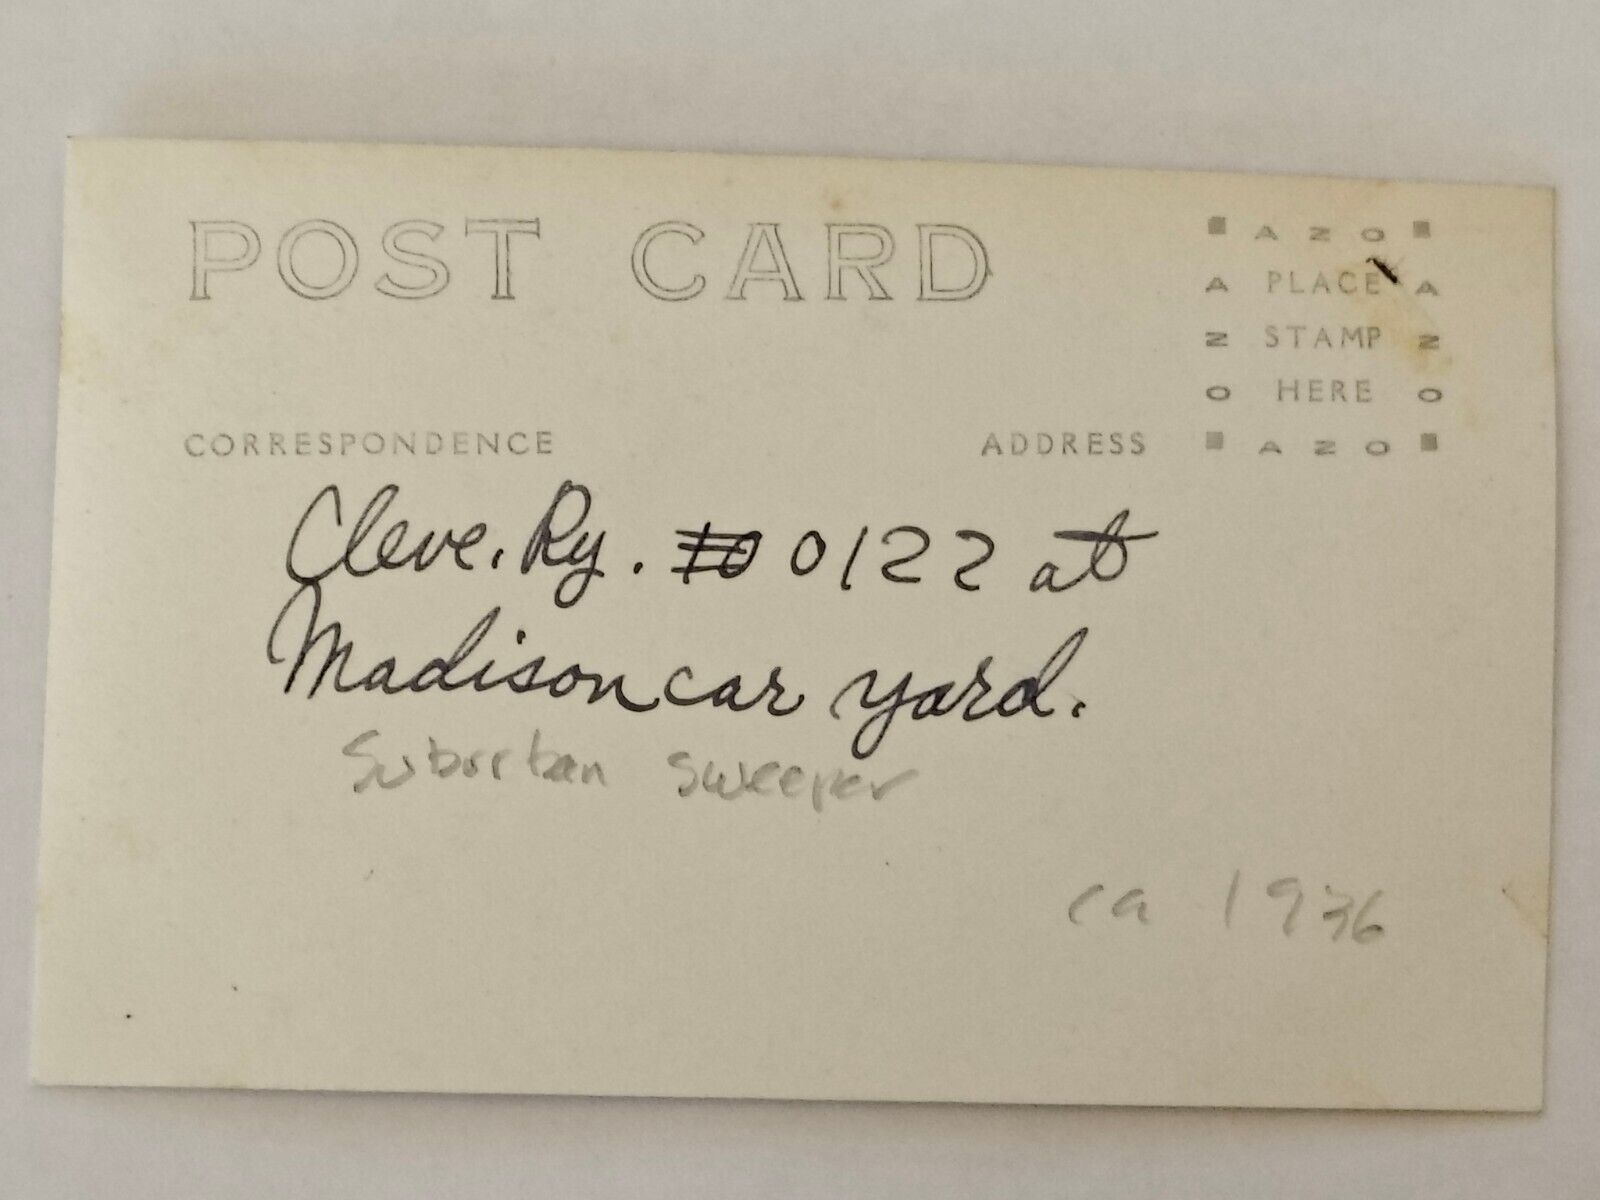 POST CARD
AZO
A PLACE A
N STAMP N
O HERE O
AZO
CORRESPONDENCE
ADDRESS
Cleve. Ry. 0122 at
Madison car yard.
Suburban Sweeper
ca 1936